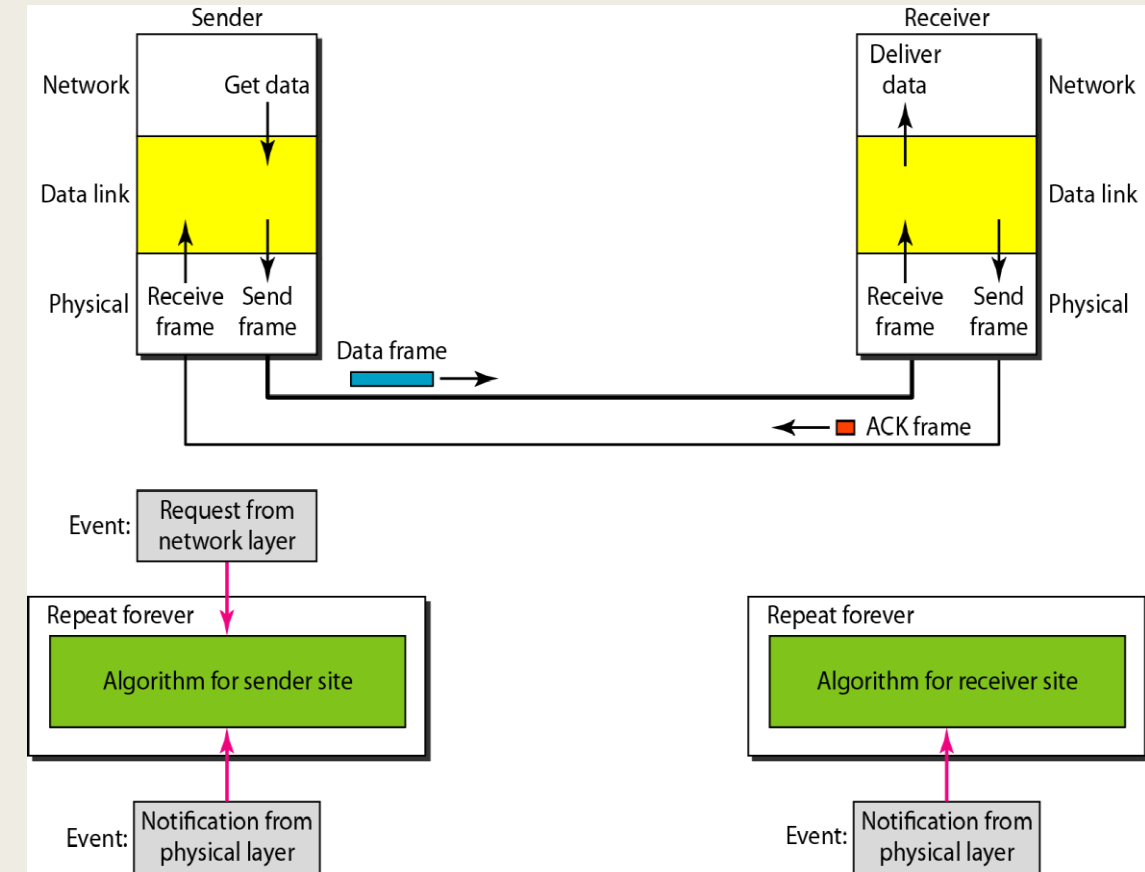 Sender
Receiver
Network
Get data
Deliver
data
Network
Data link
Data link
Physical
Receive
frame
Send
frame
Receive
frame
Send
frame
Physical
Data frame
ACK frame
Event:
Request from
network layer
Repeat forever
Algorithm for sender site
Repeat forever
Algorithm for receiver site
Event:
Notification from
physical layer
Event:
Notification from
physical layer